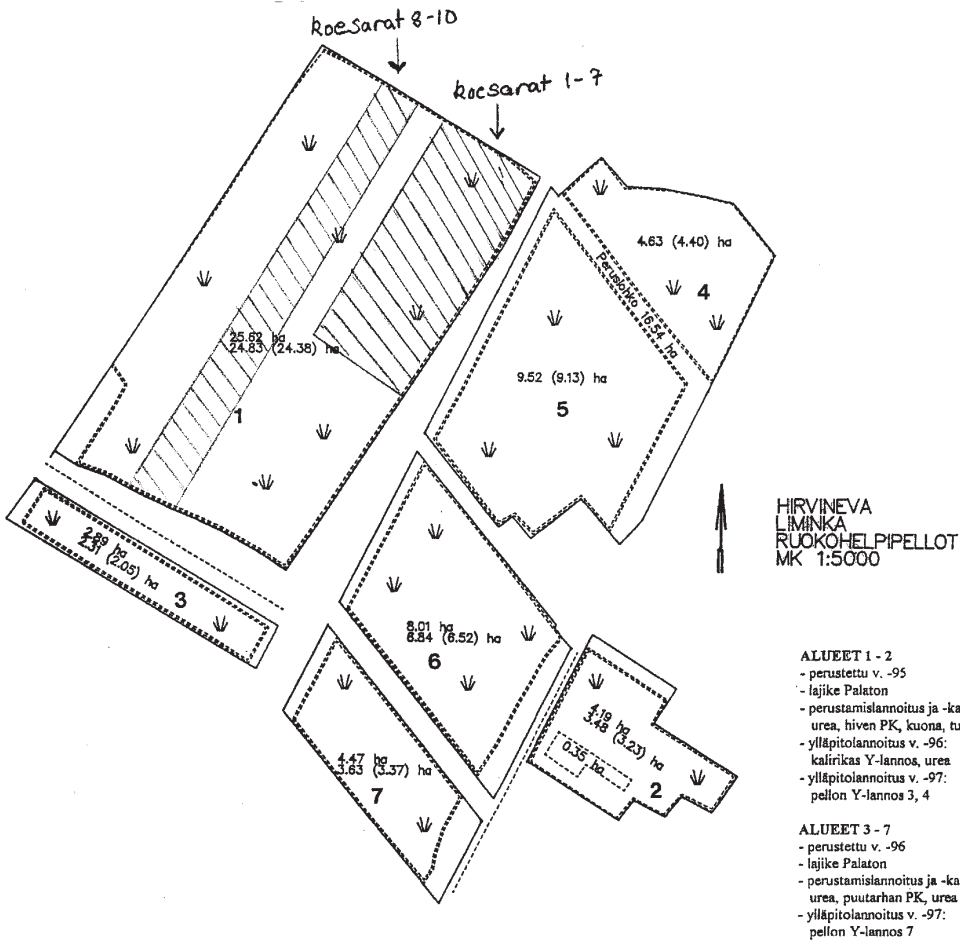 koesarat 8-10
koesarat 1-7
4.63 (4.40) ha
4
Peruslohko 16.54 ha
25.62 ha
24.83 (24.38) ha
1
9.52 (9.13) ha
5
2.89 ha
2.31 (2.05) ha
3
8.01 ha
6.84 (6.52) ha
6
4.47 ha
3.63 (3.37) ha
7
4.19 ha
3.48 (3.23) ha
0.35 ha
2
HIRVINEVA
LIMINKA
RUOKOHELPIPELLOT
MK 1:5000
ALUEET 1 - 2
- perustettu v. -95
- lajike Palaton
- perustamislannoitus ja -ka
urea, hiven PK, kuona, tu
- ylläpitolannoitus v. -96:
kalirikas Y-lannos, urea
- ylläpitolannoitus v. -97:
pellon Y-lannos 3, 4
ALUEET 3 - 7
- perustettu v. -96
- lajike Palaton
- perustamislannoitus ja -ka
urea, puutarhan PK, urea
- ylläpitolannoitus v. -97:
pellon Y-lannos 7